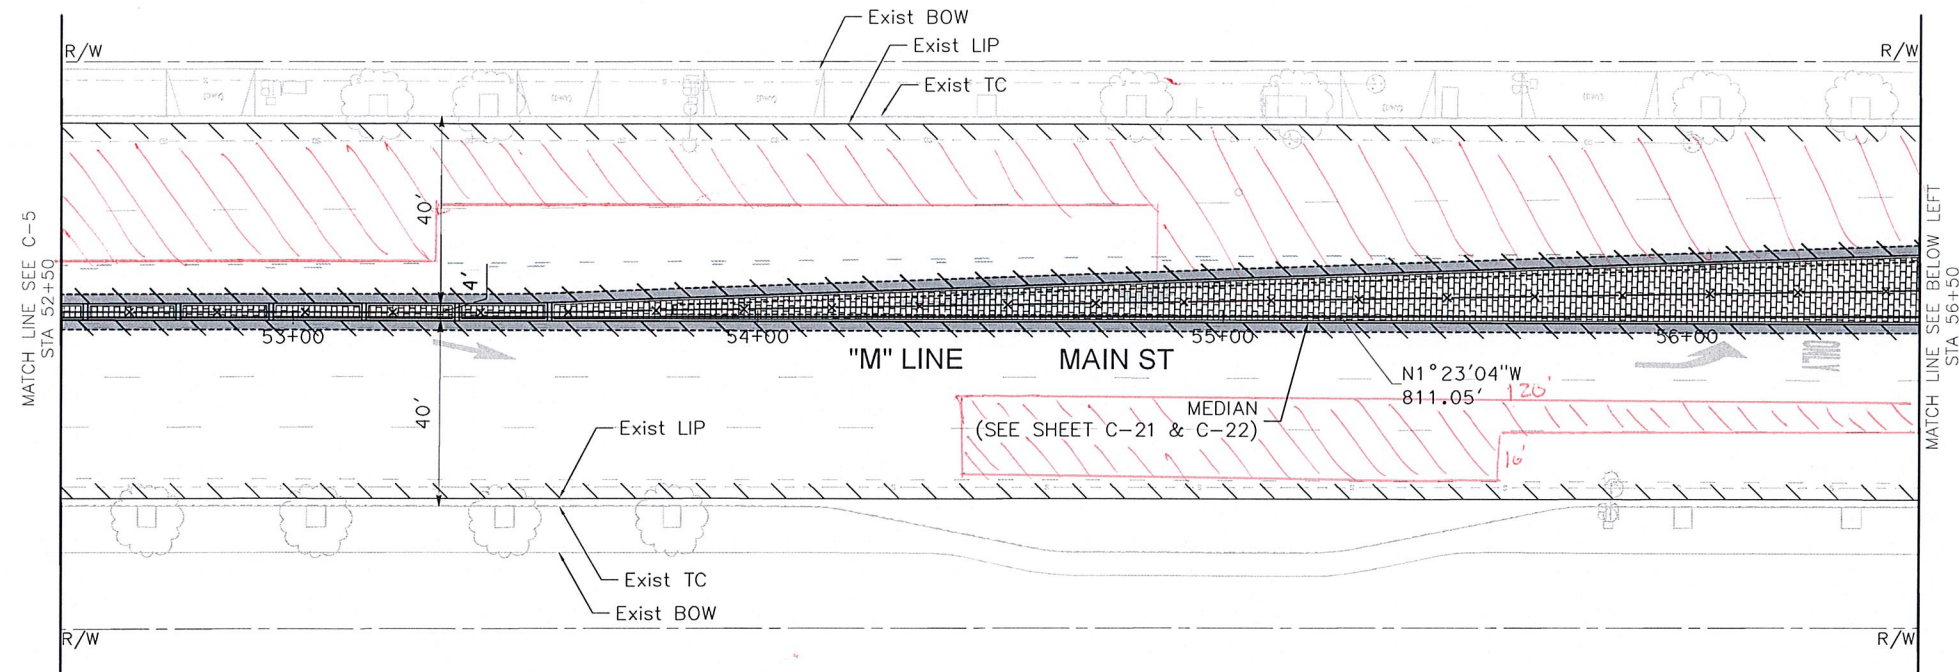 Exist BOW
Exist LIP
Exist TC
R/W
R/W
MATCH LINE SEE C-5
STA 52+50
40'
4'
53+00
54+00
55+00
56+00
"M" LINE
MAIN ST
ONLY
N1°23'04"W
811.05'
120'
MEDIAN
(SEE SHEET C-21 & C-22)
16'
40'
Exist LIP
Exist TC
Exist BOW
R/W
R/W
MATCH LINE SEE BELOW LEFT
STA 56+50